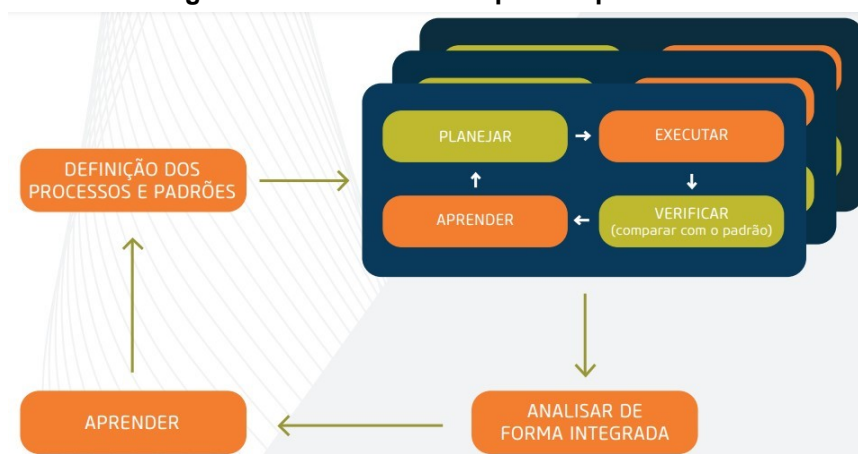 PLANEJAR
EXECUTAR
DEFINIÇÃO DOS
PROCESSOS E PADRÕES
APRENDER
VERIFICAR
(comparar com o padrão)
APRENDER
ANALISAR DE
FORMA INTEGRADA